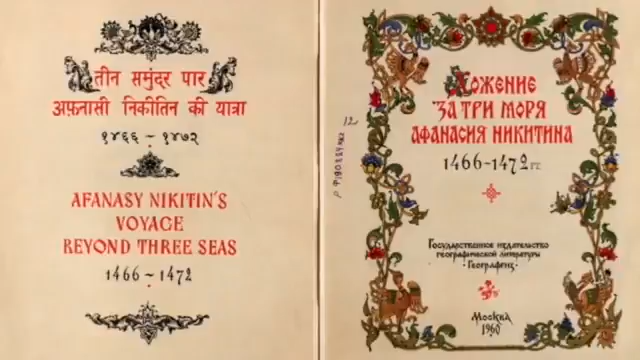 तीन समुंदर पार
अफ़नासी निकीतिन की यात्रा
१४६६ - १४७२
AFANASY NIKITIN'S
VOYAGE
BEYOND THREE SEAS
1466 - 1472
Хожение
за три моря
Афанасия Никитина
1466-1472 гг.
Государственное издательство
географической литературы
·Географгиз·
Москва
1960
12